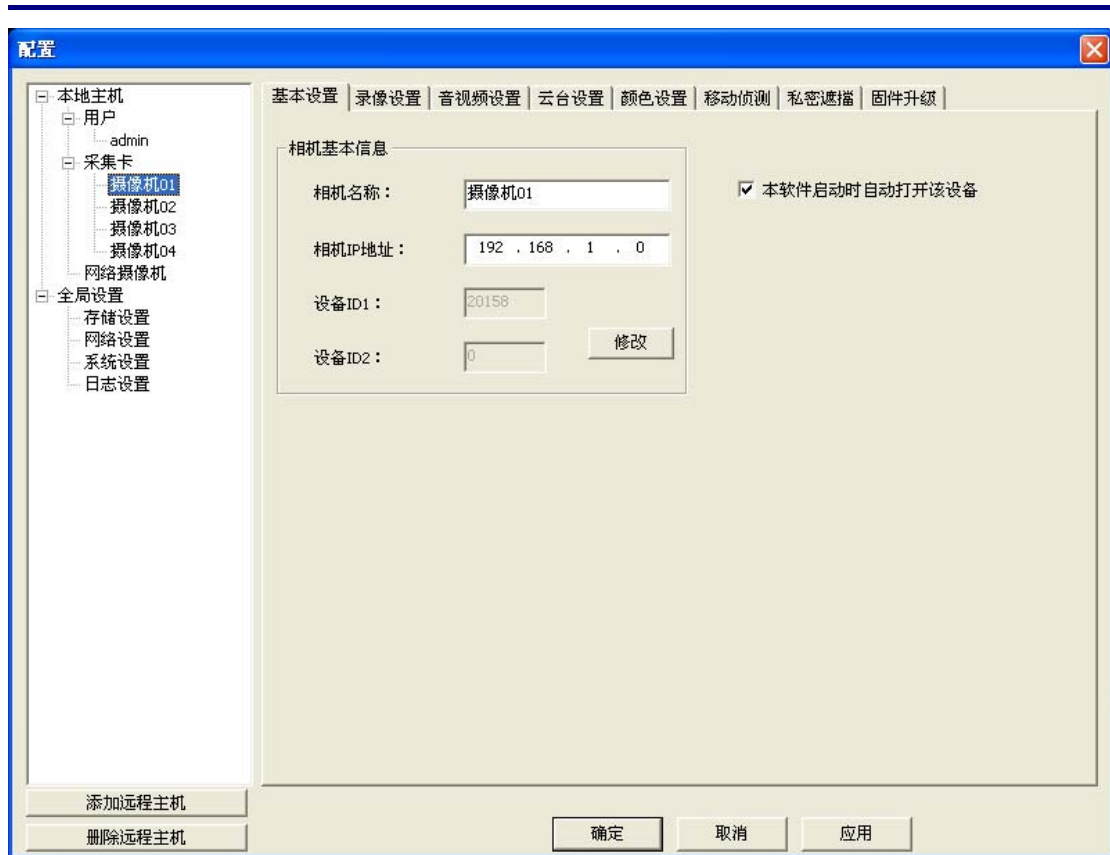 配置
本地主机
用户
admin
采集卡
摄像机01
摄像机02
摄像机03
摄像机04
网络摄像机
全局设置
存储设置
网络设置
系统设置
日志设置
添加远程主机
删除远程主机
基本设置 录像设置 音视频设置 云台设置 颜色设置 移动侦测 私密遮挡 固件升级
相机基本信息
相机名称： 摄像机01
相机IP地址： 192 . 168 . 1 . 0
设备ID1： 20158
设备ID2： 0
修改
本软件启动时自动打开该设备
确定 取消 应用